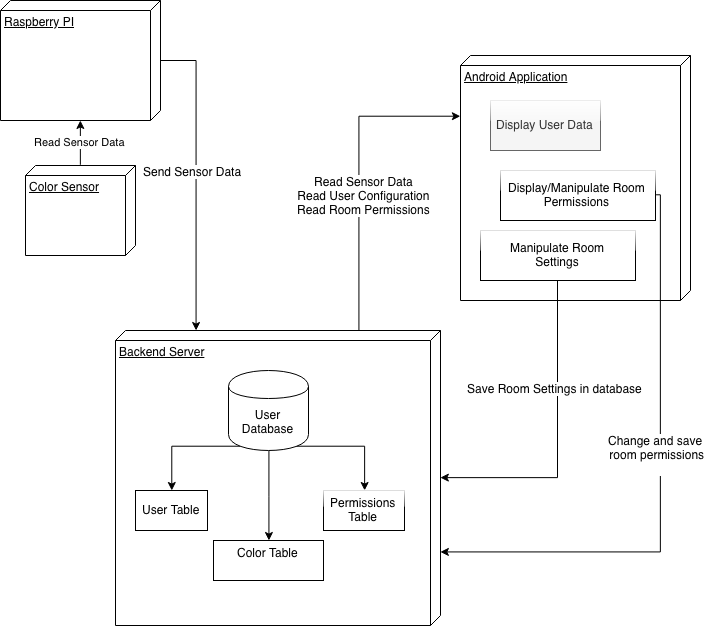 Raspberry PI
Read Sensor Data
Color Sensor
Send Sensor Data
Read Sensor Data
Read User Configuration
Read Room Permissions
Android Application
Display User Data
Display/Manipulate Room
Permissions
Manipulate Room
Settings
Save Room Settings in database
Change and save
room permissions
Backend Server
User
Database
User Table
Permissions
Table
Color Table